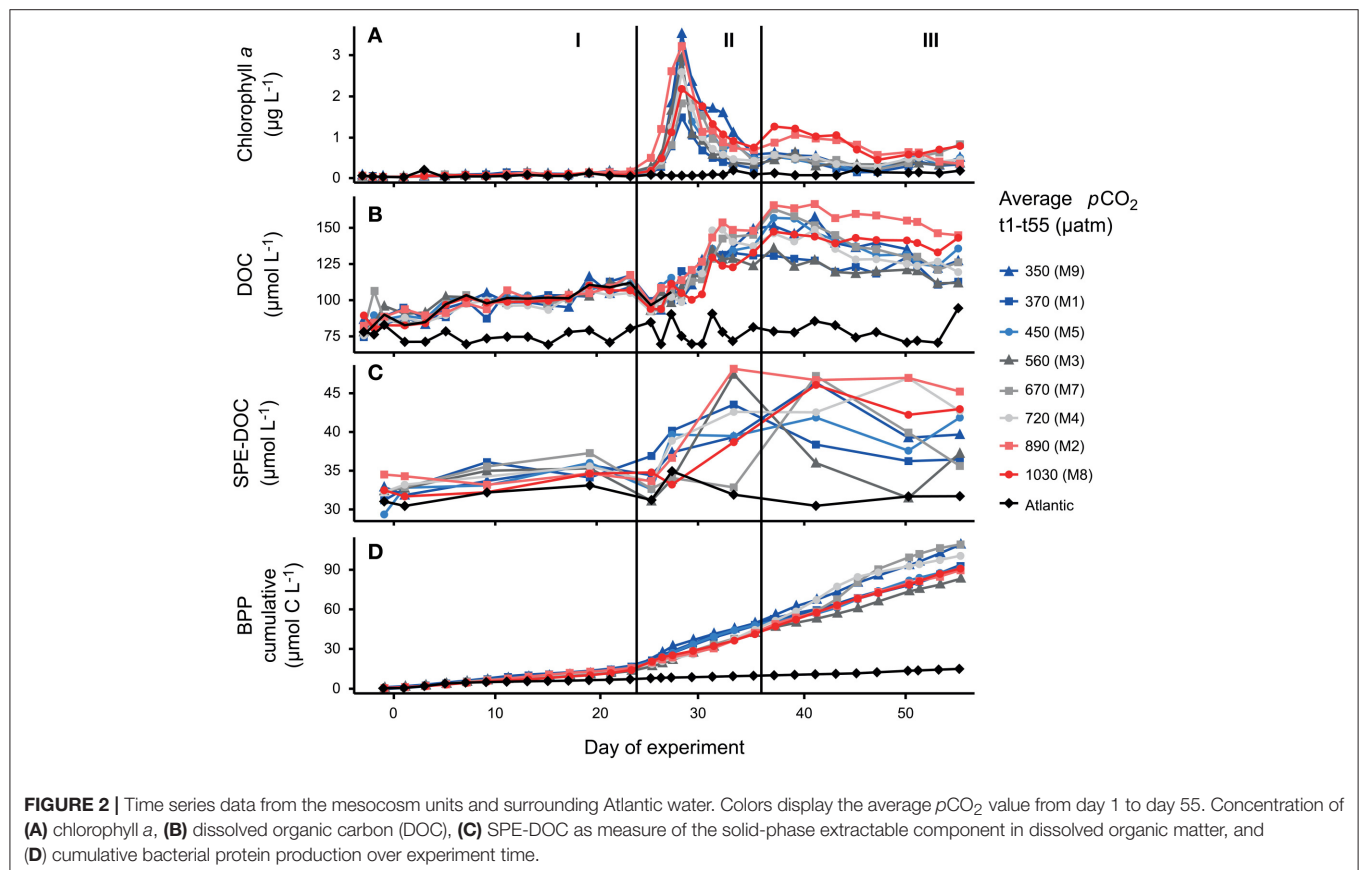 A
I
II
III
Chlorophyll a
(µg L-1)
3
2
1
0
B
DOC
(µmol L-1)
150
125
100
75
C
SPE-DOC
(µmol L-1)
45
40
35
30
D
BPP
cumulative
(µmol C L-1)
90
60
30
0
0 10 20 30 40 50
Day of experiment
Average pCO2
t1-t55 (µatm)
350 (M9)
370 (M1)
450 (M5)
560 (M3)
670 (M7)
720 (M4)
890 (M2)
1030 (M8)
Atlantic
FIGURE 2 | Time series data from the mesocosm units and surrounding Atlantic water. Colors display the average pCO2 value from day 1 to day 55. Concentration of
(A) chlorophyll a, (B) dissolved organic carbon (DOC), (C) SPE-DOC as measure of the solid-phase extractable component in dissolved organic matter, and
(D) cumulative bacterial protein production over experiment time.